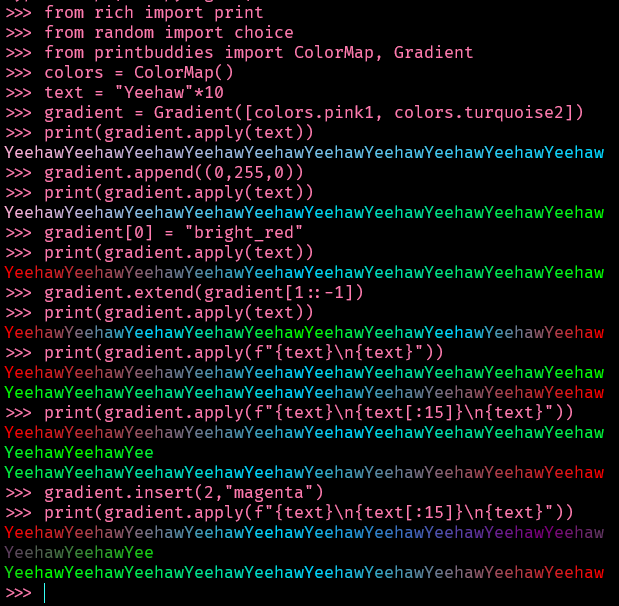 >>> from rich import print
>>> from random import choice
>>> from printbuddies import ColorMap, Gradient
>>> colors = ColorMap()
>>> text = "Yeehaw"*10
>>> gradient = Gradient([colors.pink1, colors.turquoise2])
>>> print(gradient.apply(text))
YeehawYeehawYeehawYeehawYeehawYeehawYeehawYeehawYeehawYeehaw
>>> gradient.append((0,255,0))
>>> print(gradient.apply(text))
YeehawYeehawYeehawYeehawYeehawYeehawYeehawYeehawYeehawYeehaw
>>> gradient[0] = "bright_red"
>>> print(gradient.apply(text))
YeehawYeehawYeehawYeehawYeehawYeehawYeehawYeehawYeehawYeehaw
>>> gradient.extend(gradient[1::-1])
>>> print(gradient.apply(text))
YeehawYeehawYeehawYeehawYeehawYeehawYeehawYeehawYeehawYeehaw
>>> print(gradient.apply(f"{text}\n{text}"))
YeehawYeehawYeehawYeehawYeehawYeehawYeehawYeehawYeehawYeehaw
YeehawYeehawYeehawYeehawYeehawYeehawYeehawYeehawYeehawYeehaw
>>> print(gradient.apply(f"{text}\n{text[:15]}\n{text}"))
YeehawYeehawYeehawYeehawYeehawYeehawYeehawYeehawYeehawYeehaw
YeehawYeehawYee
YeehawYeehawYeehawYeehawYeehawYeehawYeehawYeehawYeehawYeehaw
>>> gradient.insert(2,"magenta")
>>> print(gradient.apply(f"{text}\n{text[:15]}\n{text}"))
YeehawYeehawYeehawYeehawYeehawYeehawYeehawYeehawYeehawYeehaw
YeehawYeehawYee
YeehawYeehawYeehawYeehawYeehawYeehawYeehawYeehawYeehawYeehaw
>>>